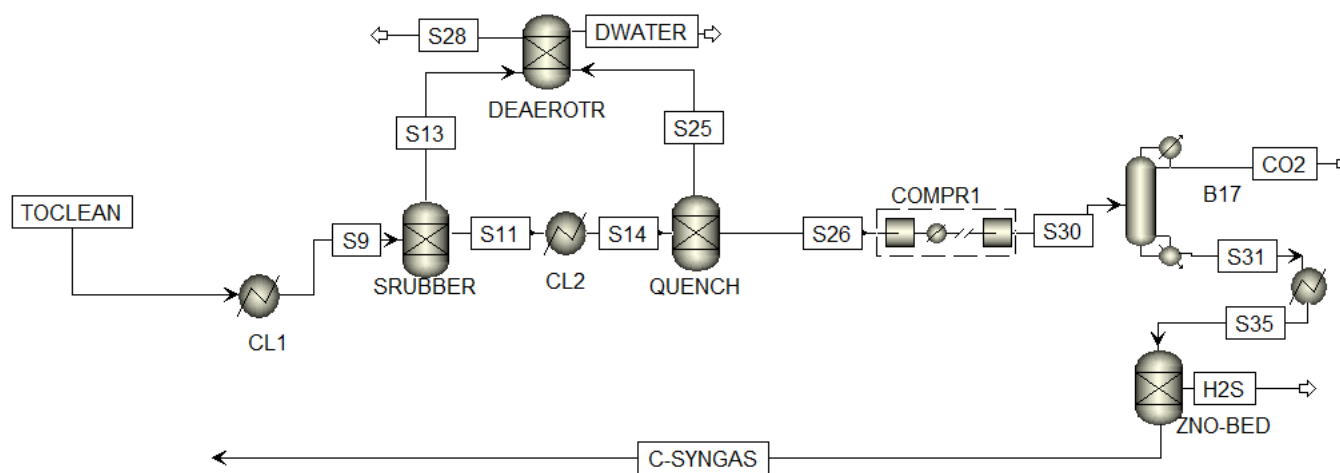 S28
DWATER
DEAEROTR
S13
S25
COMPR1
CO2
B17
TOCLEAN
S9
S11
S14
S26
S30
S31
SRUBBER
CL2
QUENCH
CL1
S35
H2S
ZNO-BED
C-SYNGAS